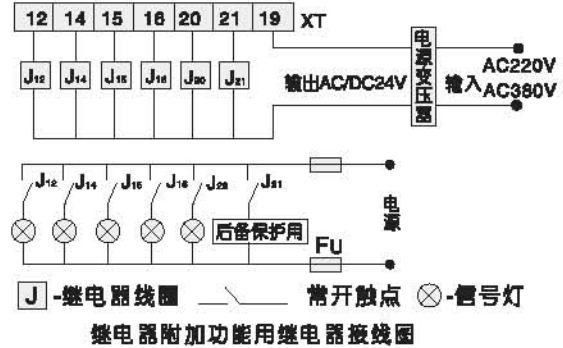 12 14 15 16 20 21 19 XT
J12 J14 J15 J16 J20 J21
输出AC/DC24V
电源变压器
输入
AC220V
AC380V
J12 J14 J15 J16 J20 J21
后备保护用
电源
Fu
J -继电器线圈 常开触点 -信号灯
继电器附加功能用继电器接线图